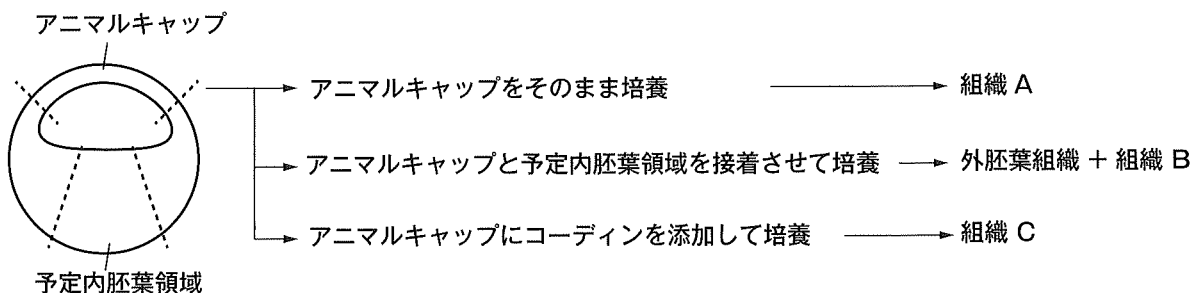 アニマルキャップ
アニマルキャップをそのまま培養 組織 A
アニマルキャップと予定内胚葉領域を接着させて培養 外胚葉組織 + 組織 B
アニマルキャップにコーディンを添加して培養 組織 C
予定内胚葉領域